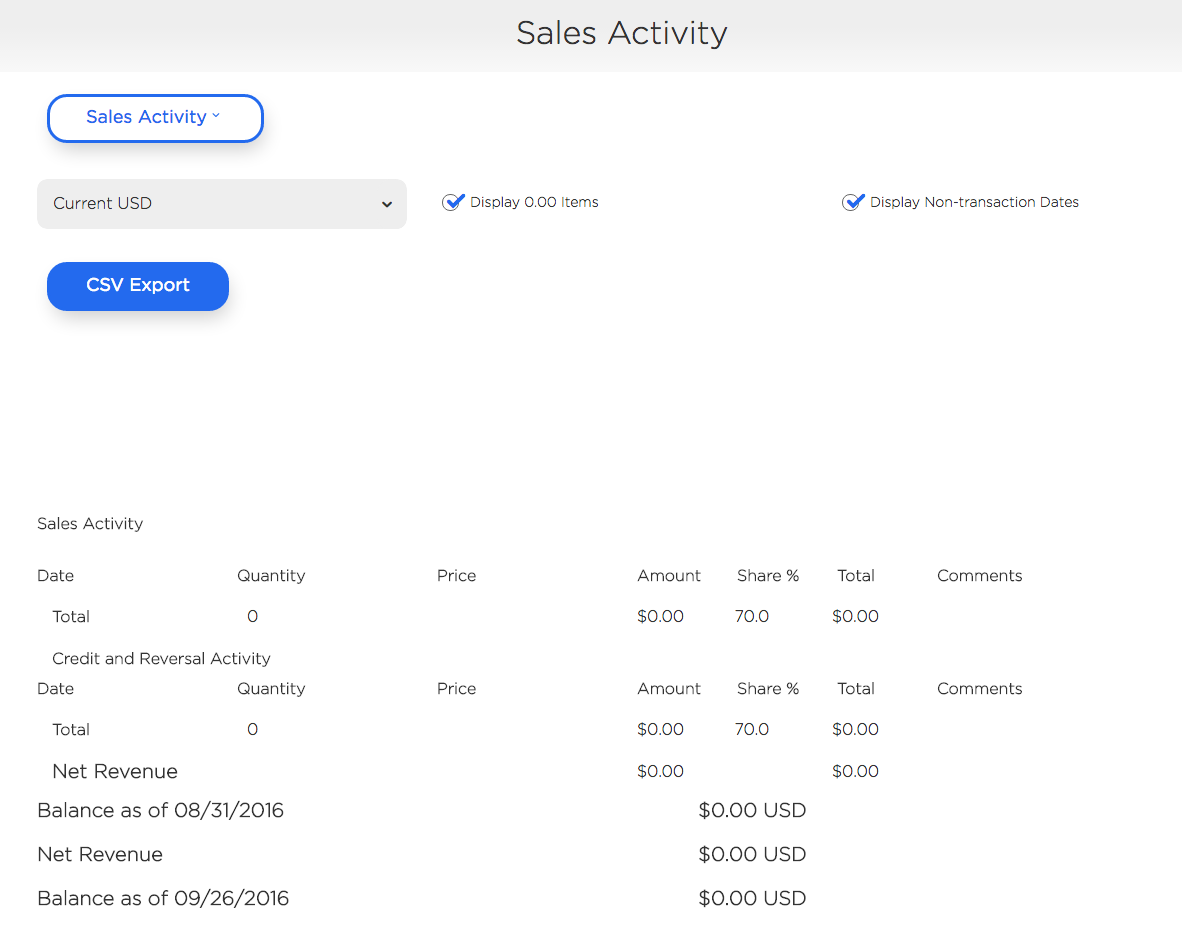 Sales Activity
Sales Activity
Current USD
Display 0.00 Items
Display Non-transaction Dates
CSV Export
Sales Activity
Date Quantity Price Amount Share % Total Comments
Total 0 $0.00 70.0 $0.00
Credit and Reversal Activity
Date Quantity Price Amount Share % Total Comments
Total 0 $0.00 70.0 $0.00
Net Revenue $0.00 $0.00
Balance as of 08/31/2016 $0.00 USD
Net Revenue $0.00 USD
Balance as of 09/26/2016 $0.00 USD